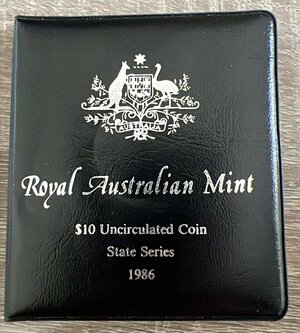 AUSTRALIA
Royal Australian Mint
$10 Uncirculated Coin
State Series
1986